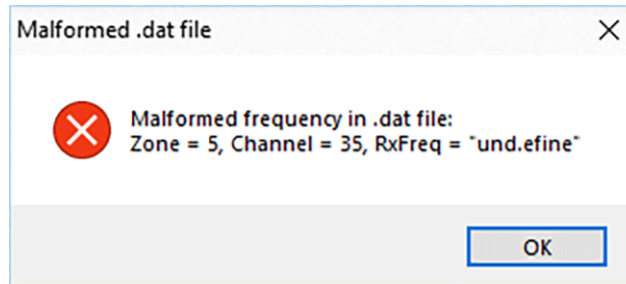 Malformed .dat file
Malformed frequency in .dat file:
Zone = 5, Channel = 35, RxFreq = "und.efine"
OK